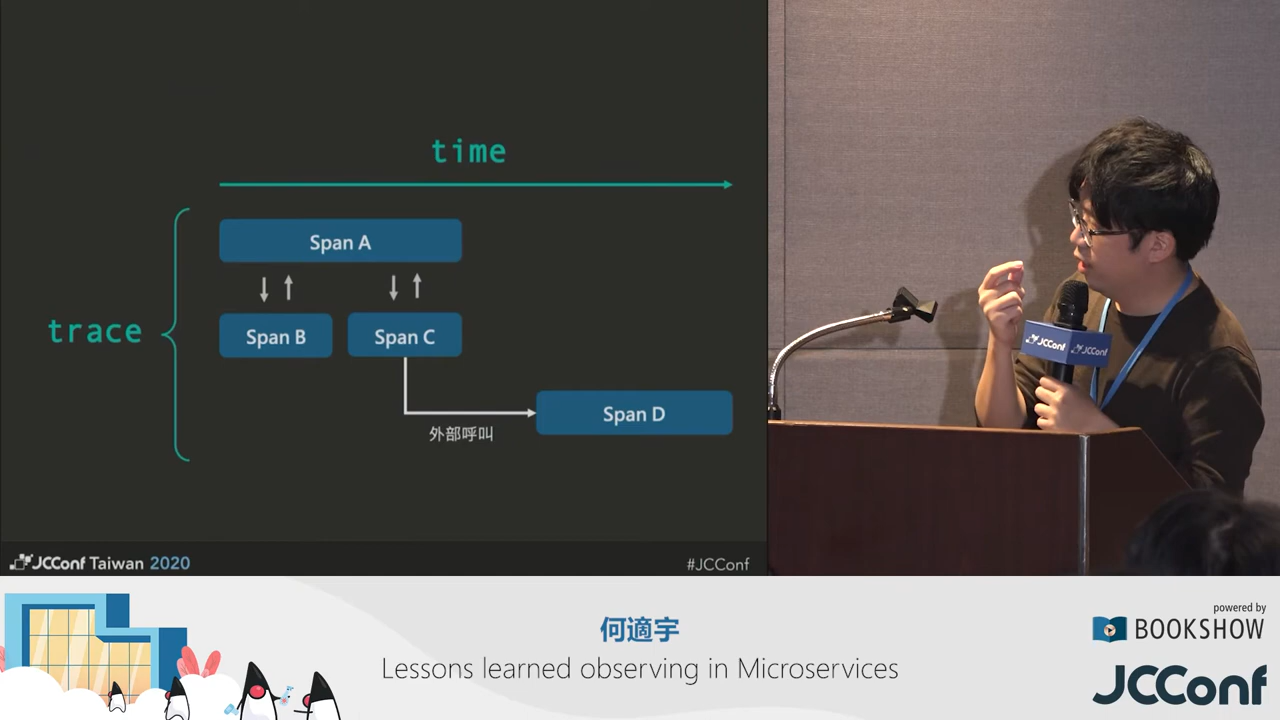 time
trace
Span A
Span B
Span C
Span D
外部呼叫
JCConf Taiwan 2020
#JCConf
JCConf
JCConf
何適宇
Lessons learned observing in Microservices
powered by
BOOKSHOW
JCConf